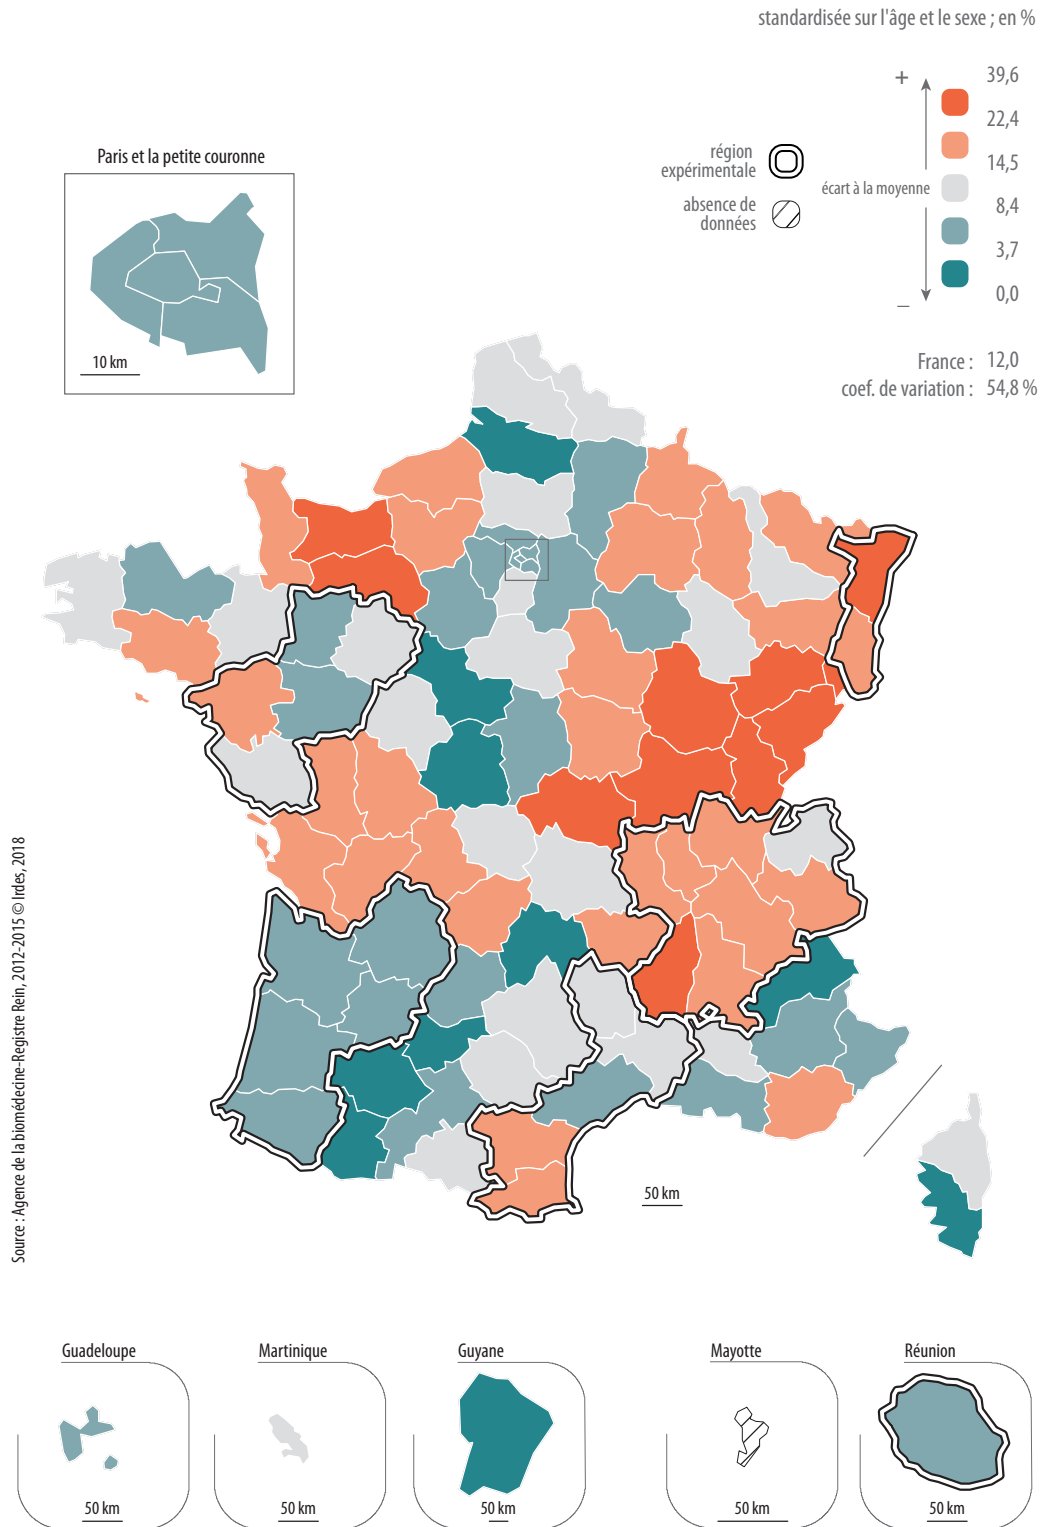 standardisée sur l'âge et le sexe ; en %
+
39,6
22,4
14,5
8,4
3,7
0,0
–
écart à la moyenne
région
expérimentale
absence de
données
France : 12,0
coef. de variation : 54,8 %
Paris et la petite couronne
10 km
50 km
Source : Agence de la biomédecine-Registre Rein, 2012-2015 © Irdes, 2018
Guadeloupe
50 km
Martinique
50 km
Guyane
50 km
Mayotte
50 km
Réunion
50 km